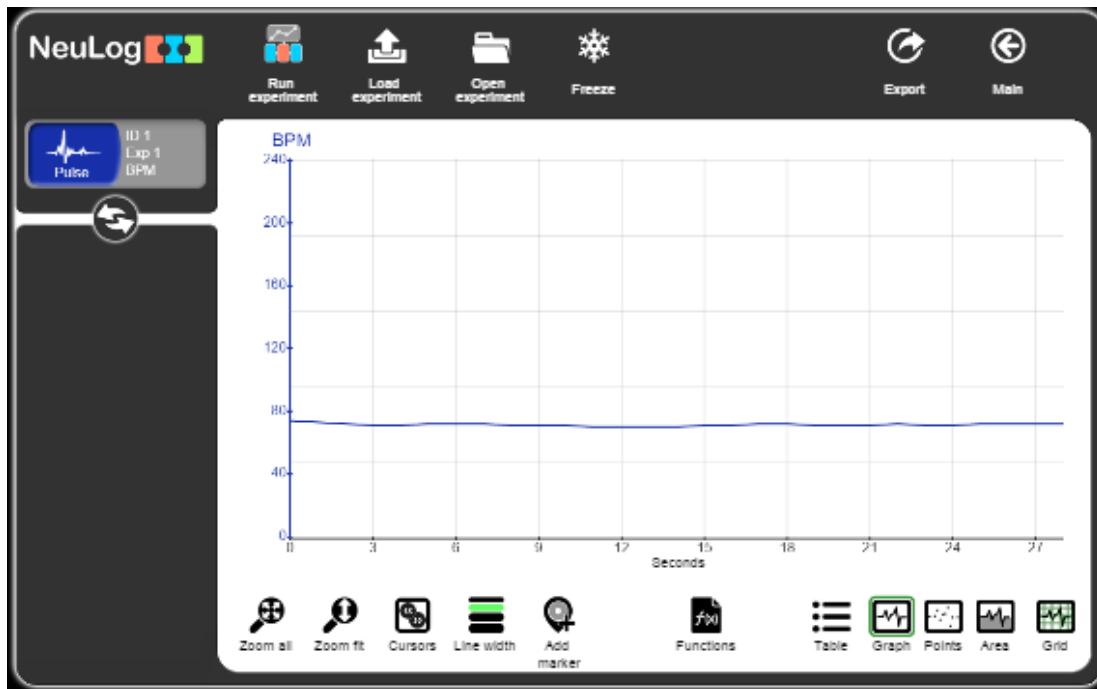 NeuLog
Run
experiment
Load
experiment
Open
experiment
Freeze
Export
Main
Pulse
ID 1
Exp 1
BPM
BPM
240
200
160
120
80
40
0
0 3 6 9 12 15 18 21 24 27
Seconds
Zoom all
Zoom fit
Cursors
Line width
Add
marker
f(x)
Functions
Table
Graph
Points
Area
Grid